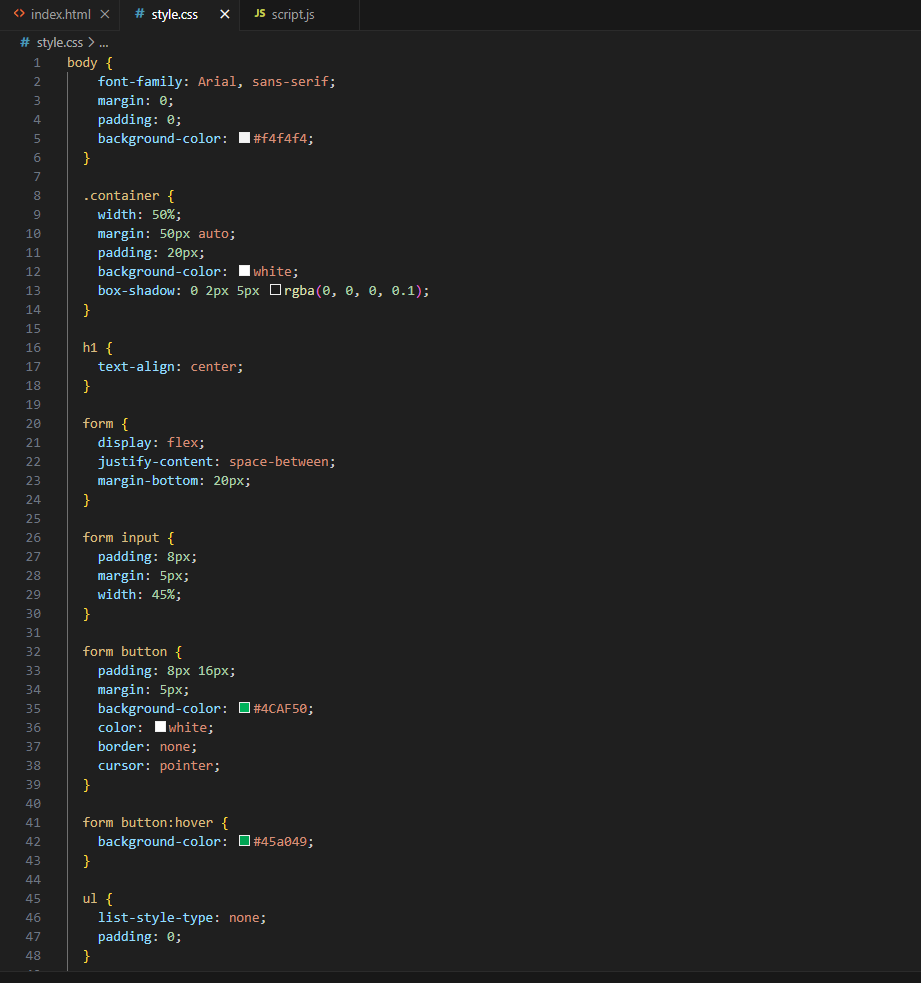 <> index.html ×
# style.css ×
JS script.js
# style.css > ...
1 body {
2 font-family: Arial, sans-serif;
3 margin: 0;
4 padding: 0;
5 background-color: #f4f4f4;
6 }
7
8 .container {
9 width: 50%;
10 margin: 50px auto;
11 padding: 20px;
12 background-color: white;
13 box-shadow: 0 2px 5px rgba(0, 0, 0, 0.1);
14 }
15
16 h1 {
17 text-align: center;
18 }
19
20 form {
21 display: flex;
22 justify-content: space-between;
23 margin-bottom: 20px;
24 }
25
26 form input {
27 padding: 8px;
28 margin: 5px;
29 width: 45%;
30 }
31
32 form button {
33 padding: 8px 16px;
34 margin: 5px;
35 background-color: #4CAF50;
36 color: white;
37 border: none;
38 cursor: pointer;
39 }
40
41 form button:hover {
42 background-color: #45a049;
43 }
44
45 ul {
46 list-style-type: none;
47 padding: 0;
48 }